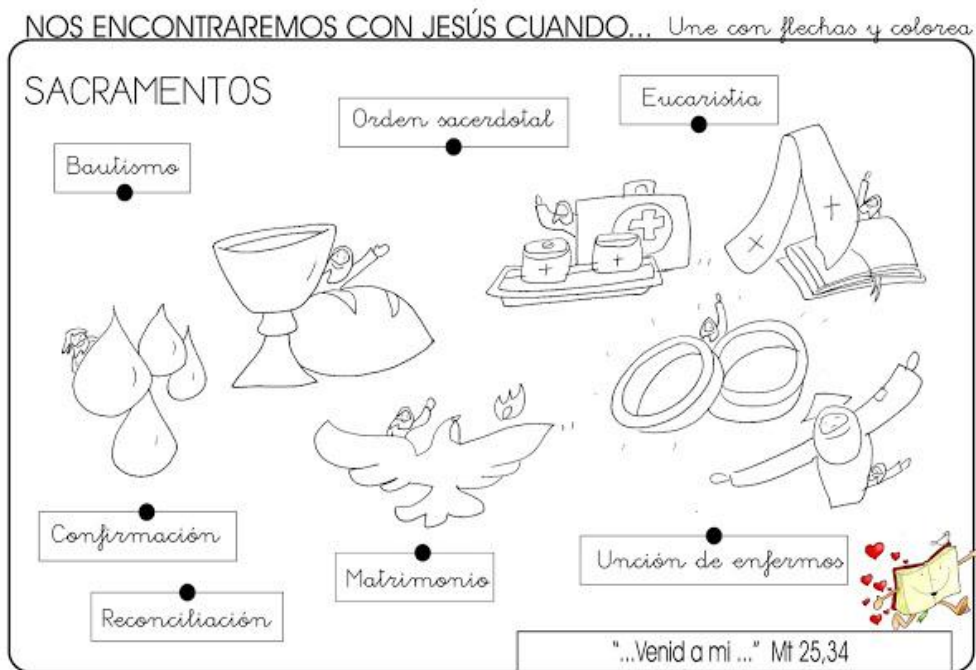 NOS ENCONTRAREMOS CON JESÚS CUANDO... Une con flechas y colorea
SACRAMENTOS
Eucaristia
Orden sacerdotal
Bautismo
Confirmación
Unción de enfermos
Matrimonio
Reconciliación
"...Venid a mi ..." Mt 25,34